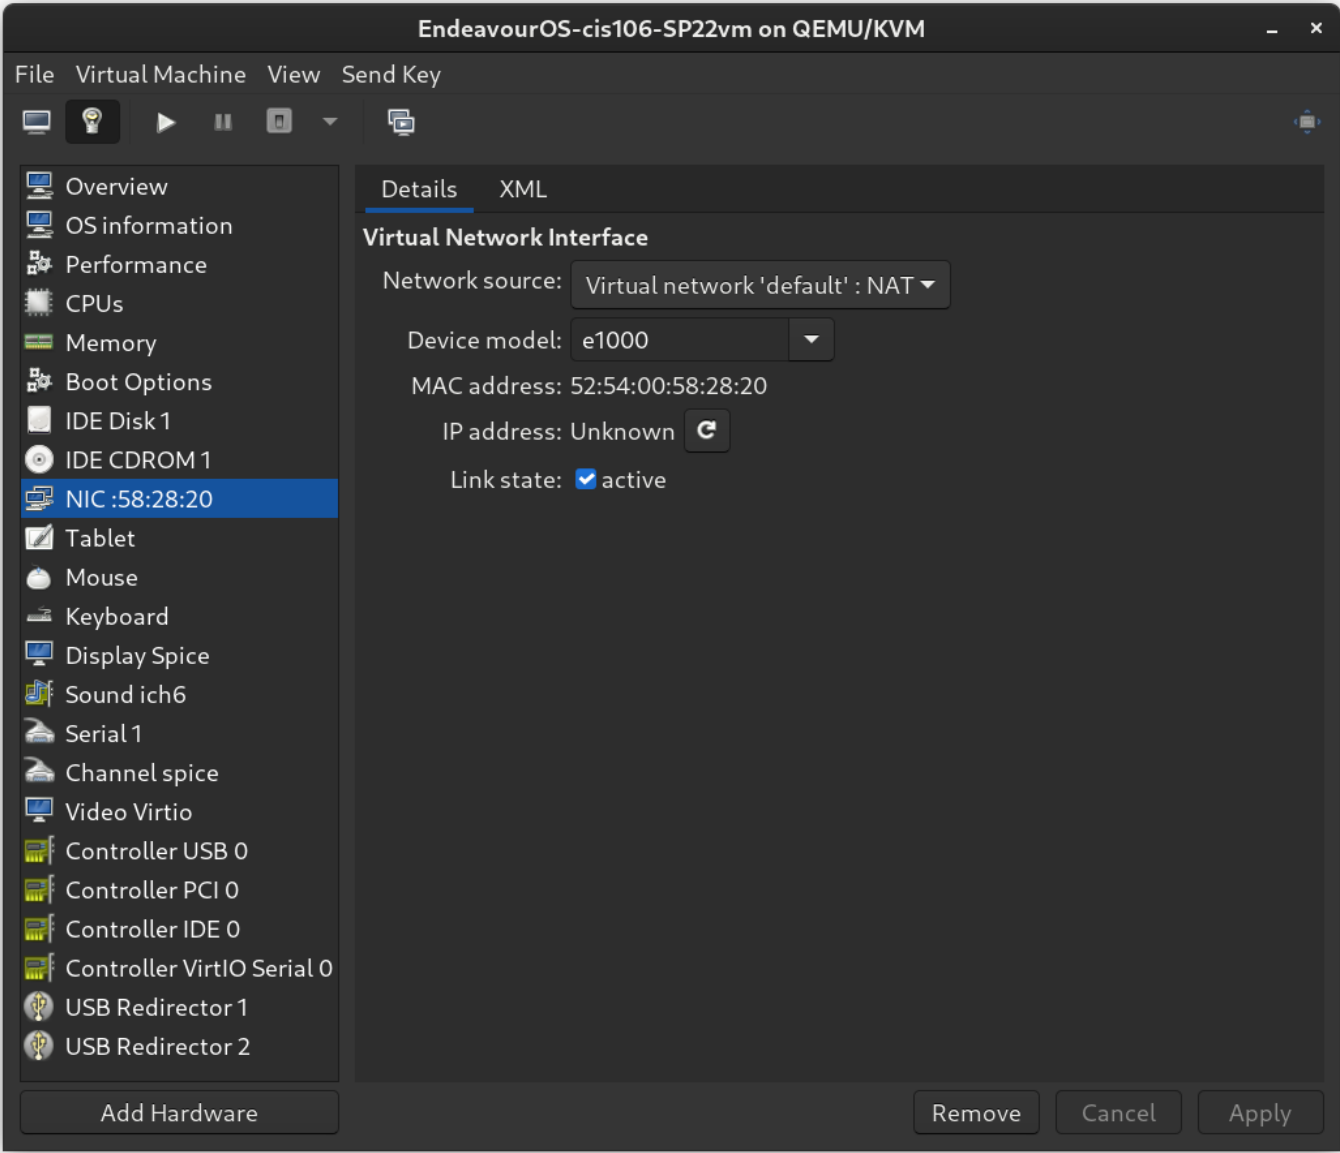 EndeavourOS-cis106-SP22vm on QEMU/KVM
File Virtual Machine View Send Key
Overview
OS information
Performance
CPUs
Memory
Boot Options
IDE Disk 1
IDE CDROM 1
NIC :58:28:20
Tablet
Mouse
Keyboard
Display Spice
Sound ich6
Serial 1
Channel spice
Video Virtio
Controller USB 0
Controller PCI 0
Controller IDE 0
Controller VirtIO Serial 0
USB Redirector 1
USB Redirector 2
Add Hardware
Details XML
Virtual Network Interface
Network source: Virtual network 'default' : NAT
Device model: e1000
MAC address: 52:54:00:58:28:20
IP address: Unknown
Link state: active
Remove Cancel Apply